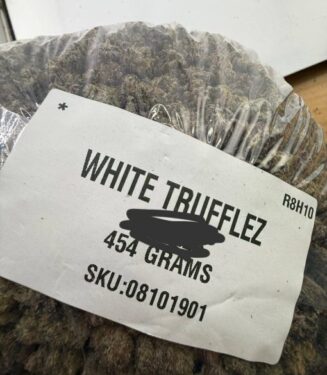 *
R8H10
WHITE TRUFFLEZ
454 GRAMS
SKU:08101901